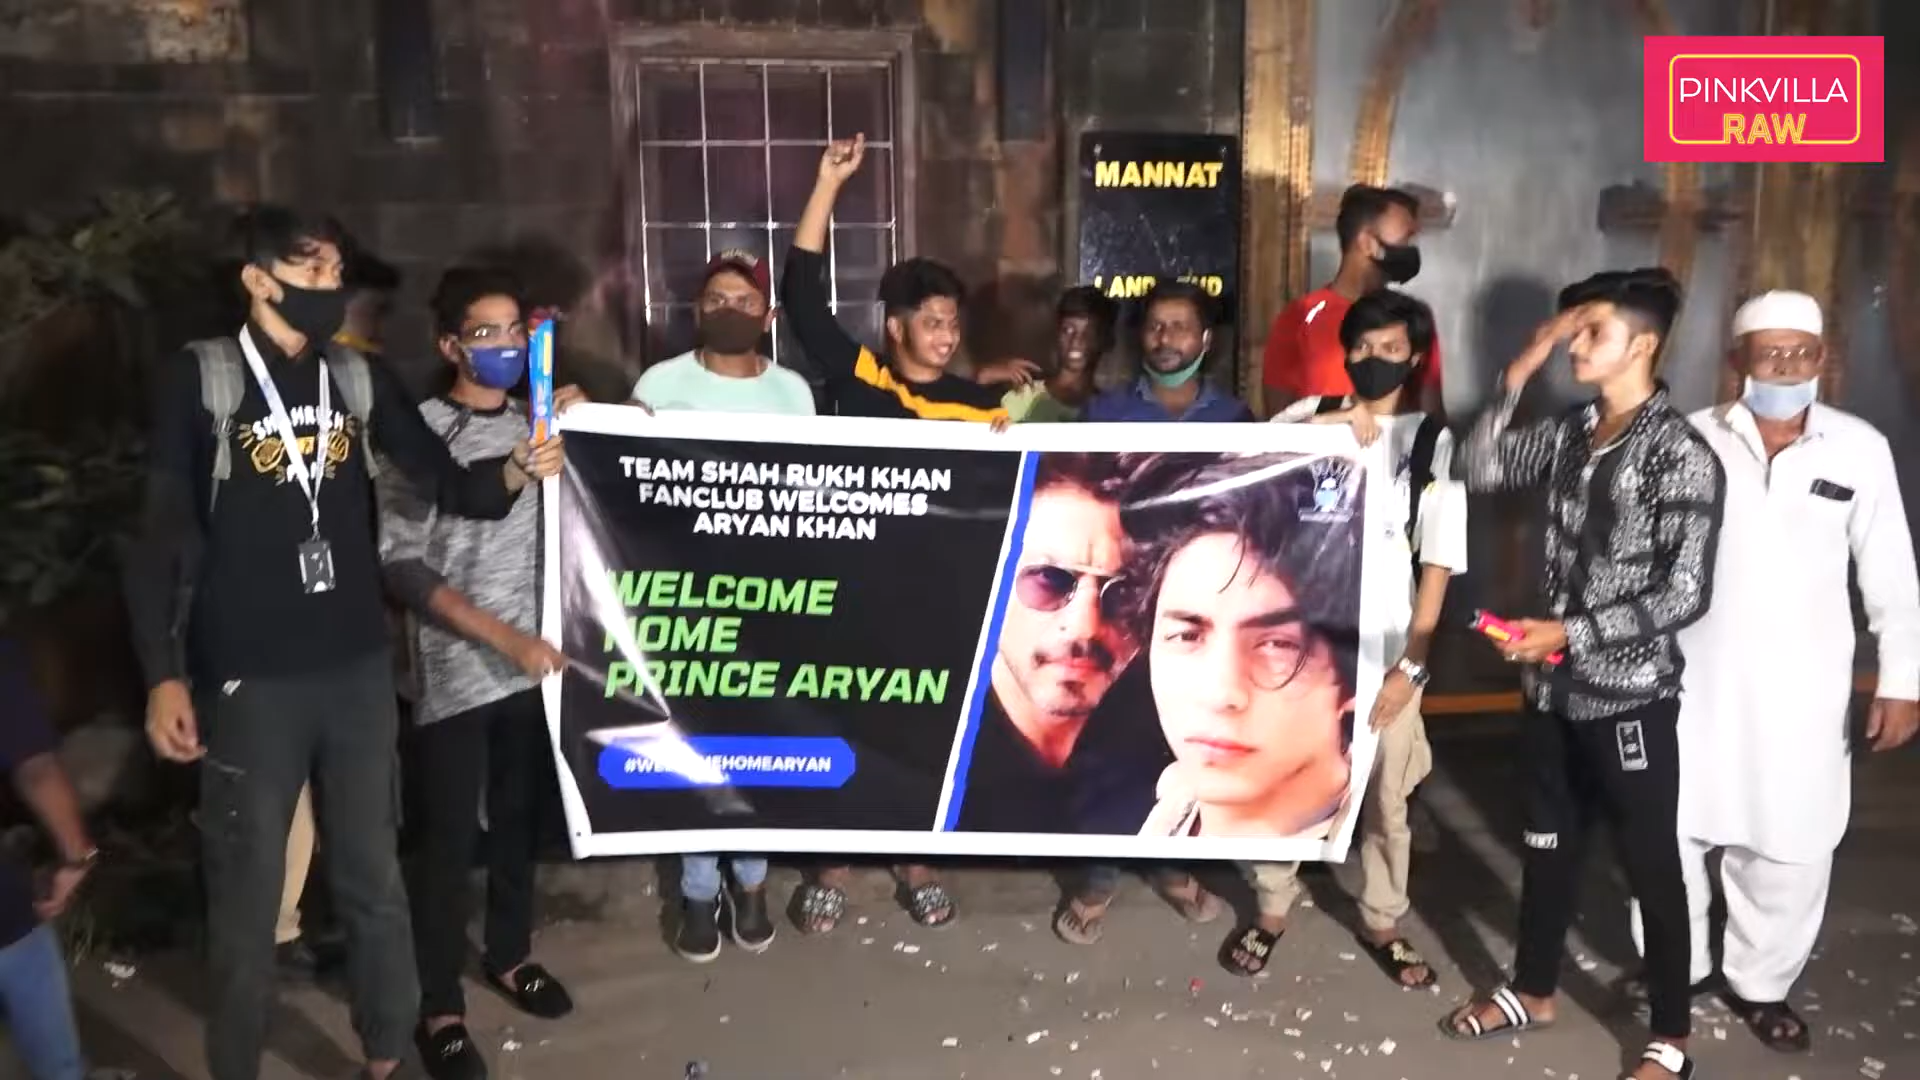 PINKVILLA
RAW
MANNAT
TEAM SHAH RUKH KHAN
FANCLUB WELCOMES
ARYAN KHAN
WELCOME
HOME
PRINCE ARYAN